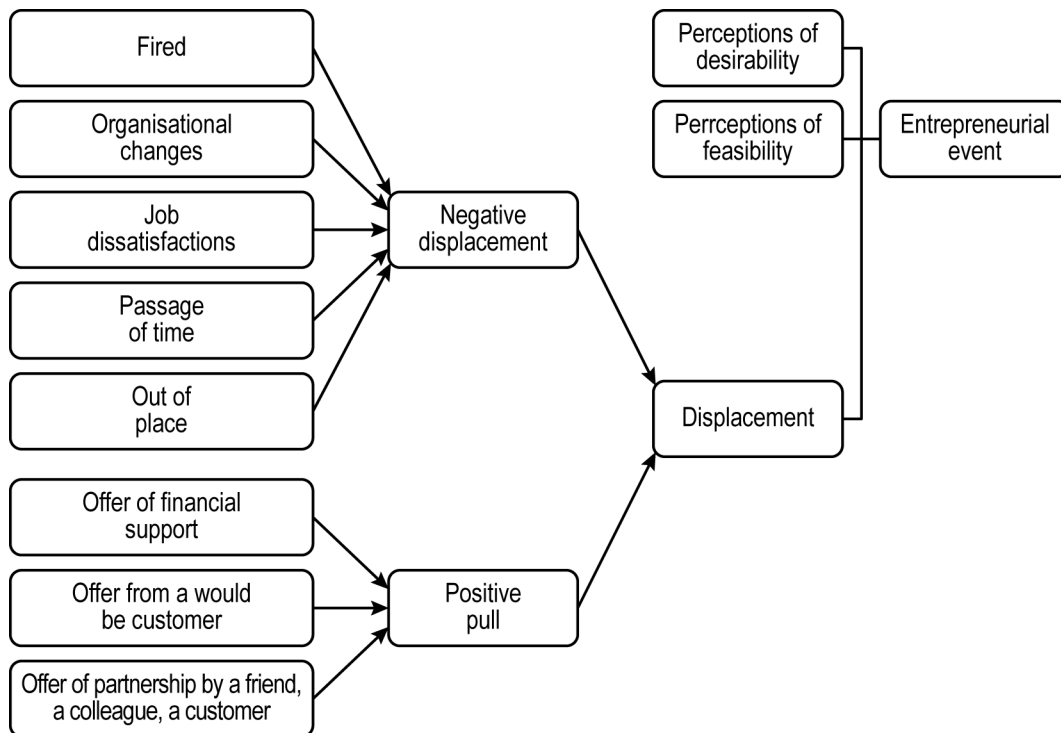 Fired
Organisational
changes
Job
dissatisfactions
Passage
of time
Out of
place
Offer of financial
support
Offer from a would
be customer
Offer of partnership by a friend,
a colleague, a customer
Negative
displacement
Positive
pull
Displacement
Perceptions of
desirability
Perrceptions of
feasibility
Entrepreneurial
event